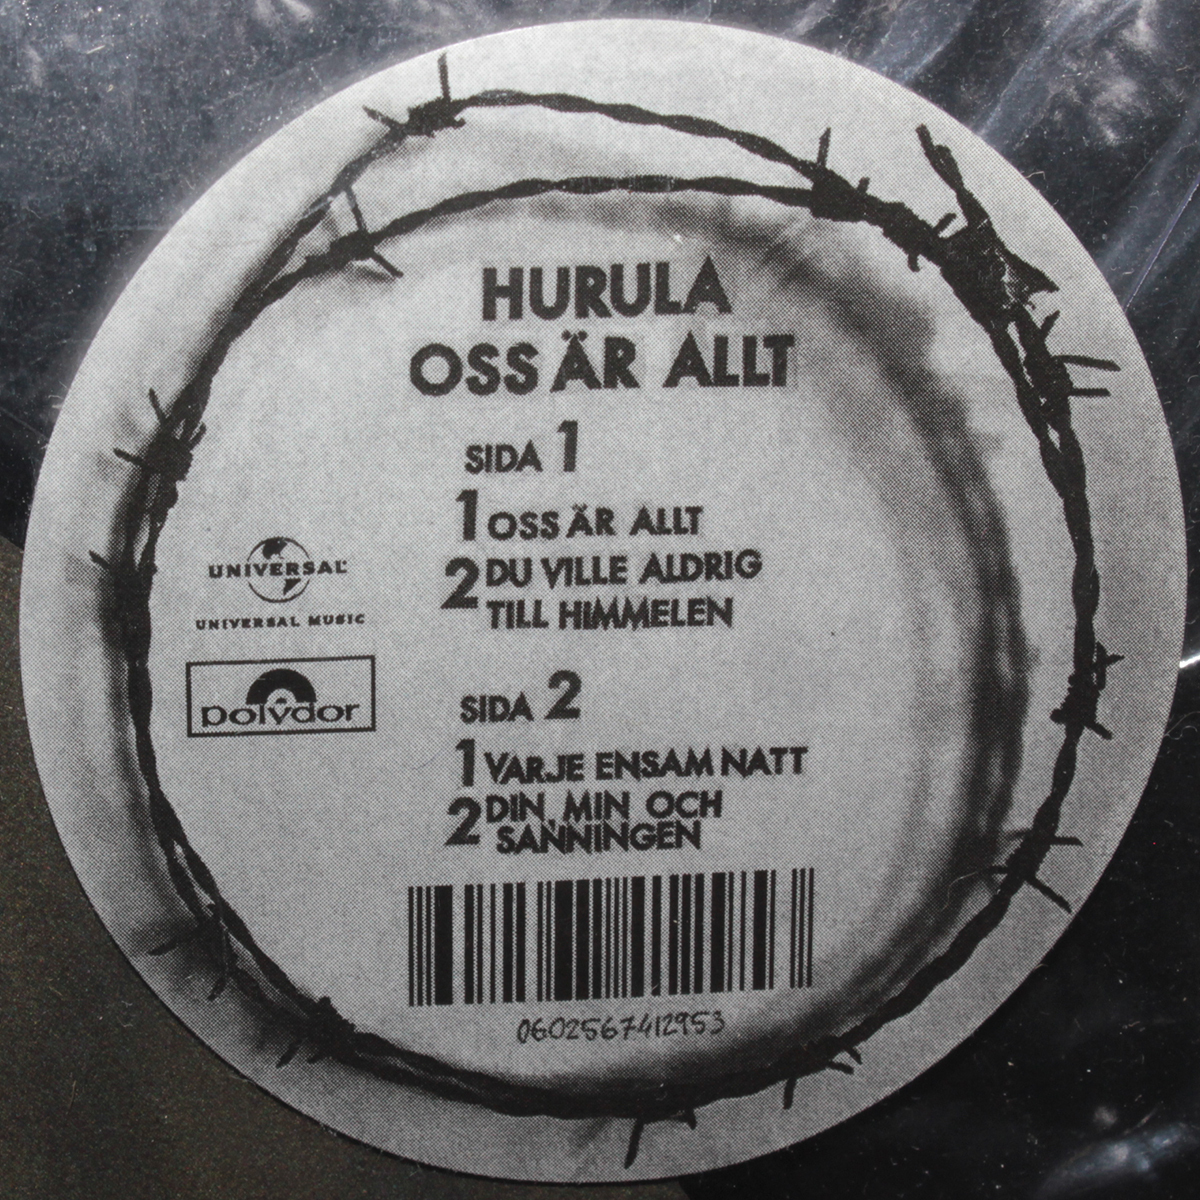 HURULA
OSS ÄR ALLT
SIDA 1
1 OSS ÄR ALLT
2 DU VILLE ALDRIG
TILL HIMMELEN
UNIVERSAL
UNIVERSAL MUSIC
polydor
SIDA 2
1 VARJE ENSAM NATT
2 DIN, MIN OCH
SANNINGEN
0602567412953